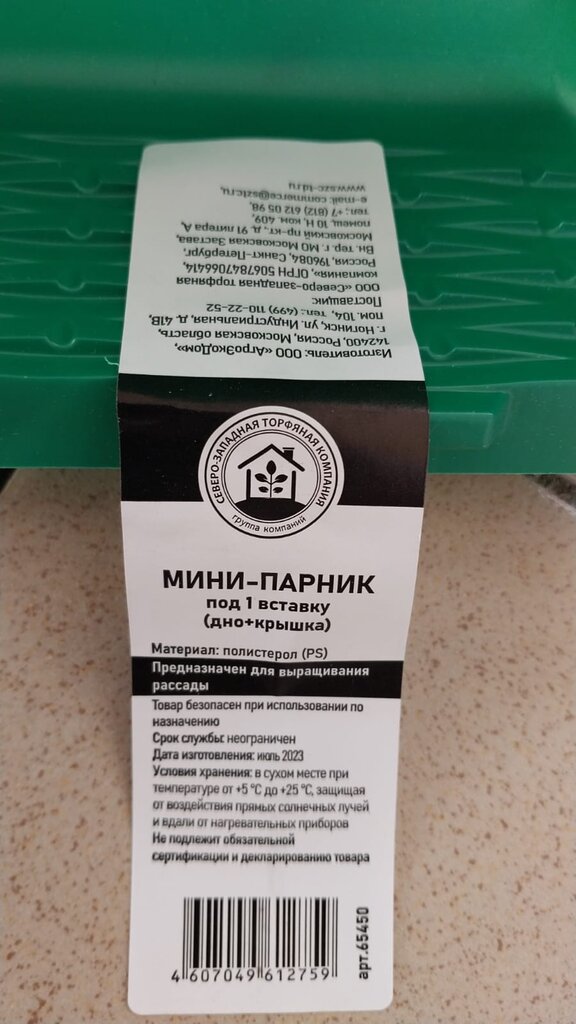 Изготовитель: ООО «АгроЭкоДом»,
142400, Россия, Московская область,
г. Ногинск, ул. Индустриальная, д. 41В,
пом. 104, тел.: (499) 110-22-52
Поставщик:
ООО «Северо-западная торфяная
компания», ОГРН 5067847066414,
Россия, 196084, Санкт-Петербург,
Вн. тер. г. МО Московская Застава,
Московский пр-кт, д. 91 литера А,
помещ. 10 Н, ком. 409,
тел.: +7 (812) 612 05 98,
e-mail: commerce@szlc.ru,
www.szc-td.ru
СЕВЕРО-ЗАПАДНАЯ ТОРФЯНАЯ КОМПАНИЯ
группа компаний
МИНИ-ПАРНИК
под 1 вставку
(дно+крышка)
Материал: полистерол (PS)
Предназначен для выращивания
рассады
Товар безопасен при использовании по
назначению
Срок службы: неограничен
Дата изготовления: июль 2023
Условия хранения: в сухом месте при
температуре от +5 °C до +25 °C, защищая
от воздействия прямых солнечных лучей
и вдали от нагревательных приборов
Не подлежит обязательной
сертификации и декларированию товара
4 607049 612759
арт.65450